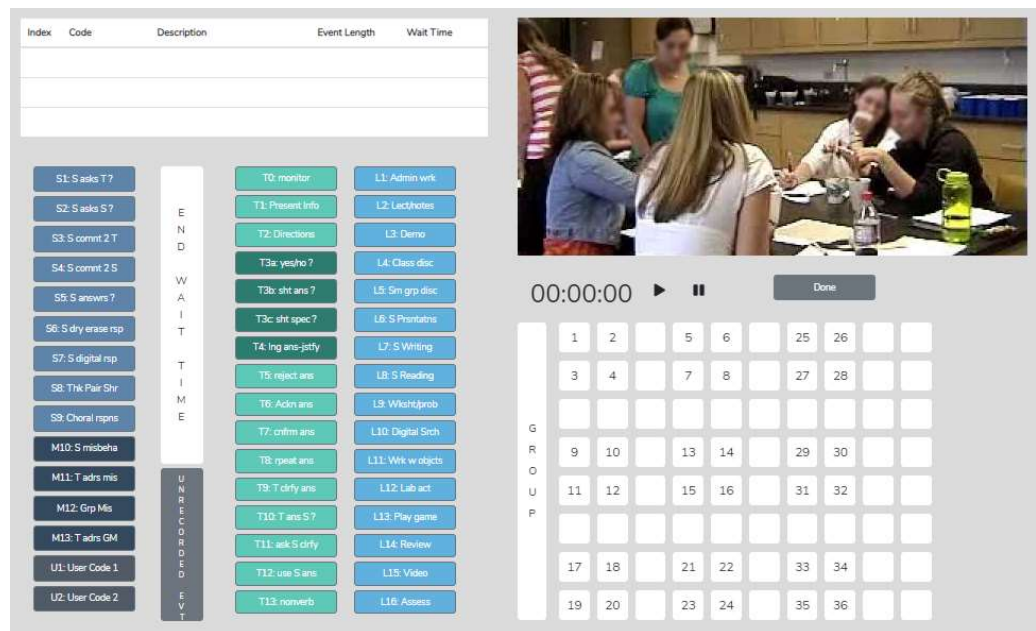 Index Code Description Event Length Wait Time
S1: S asks T?
S2: S asks S?
S3: S comnt 2 T
S4: S comnt 2 S
S5: S answrs ?
S6: S dry erase rsp
S7: S digital rsp
S8: Thk Pair Shr
S9: Choral rspns
M10: S misbeha
M11: T adrs mis
M12: Grp Mis
M13: T adrs GM
U1: User Code 1
U2: User Code 2
END WAIT TIME
UNRECORDED EVT
T0: monitor
T1: Present Info
T2: Directions
T3a: yes/no ?
T3b: sht ans ?
T3c: sht spec ?
T4: lng ans-jstfy
T5: reject ans
T6: Ackn ans
T7: cnfrm ans
T8: rpeat ans
T9: T clrfy ans
T10: T ans S ?
T11: ask S clrfy
T12: use S ans
T13: nonverb
L1: Admin wrk
L2: Lect/notes
L3: Demo
L4: Class disc
L5: Sm grp disc
L6: S Prsntatns
L7: S Writing
L8: S Reading
L9: Wksht/prob
L10: Digital Srch
L11: Wrk w objcts
L12: Lab act
L13: Play game
L14: Review
L15: Video
L16: Assess
00:00:00
Done
GROUP
1 2 5 6 25 26
3 4 7 8 27 28
9 10 13 14 29 30
11 12 15 16 31 32
17 18 21 22 33 34
19 20 23 24 35 36